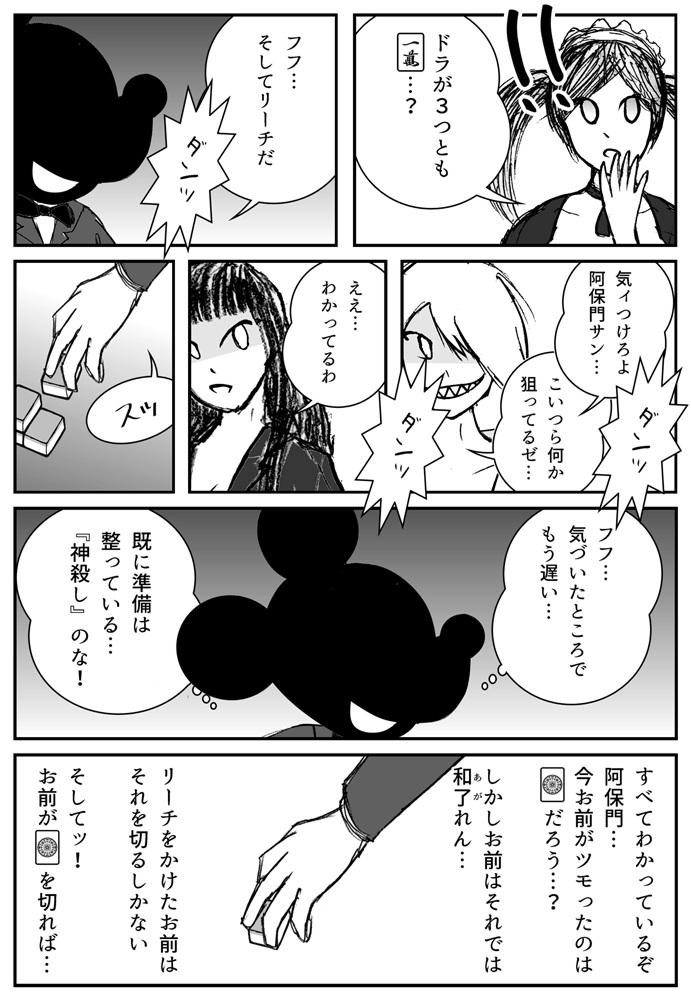 ドラが3つとも
一萬…？
フフ…
そしてリーチだ
ダンッ
気ィつけろよ
阿保門サン…
こいつら何か
狙ってるゼ…
ダンッ
ええ…
わかってるわ
ダンッ
スッ
フフ…
気づいたところで
もう遅い…
既に準備は
整っている…
『神殺し』のな！
すべてわかっているぞ
阿保門…
今お前がツモったのは
だろう…？
しかしお前はそれでは
和了れん…
あが
リーチをかけたお前は
それを切るしかない
そしてッ！
お前が
を切れば…